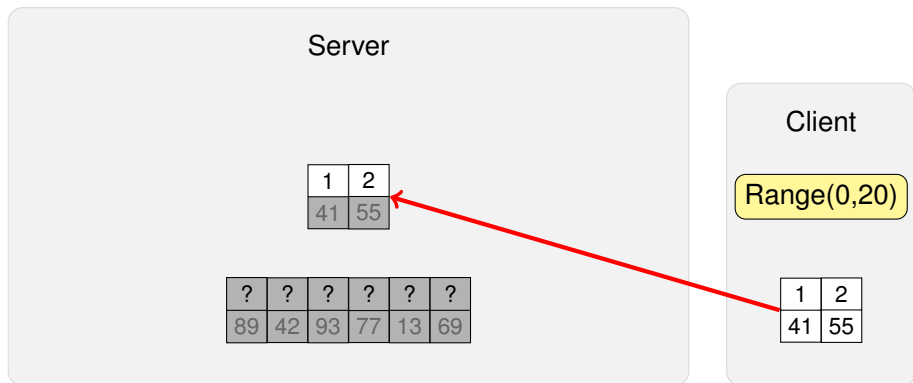 Server
1 2
41 55
? ? ? ? ? ?
89 42 93 77 13 69
Client
Range(0,20)
1 2
41 55